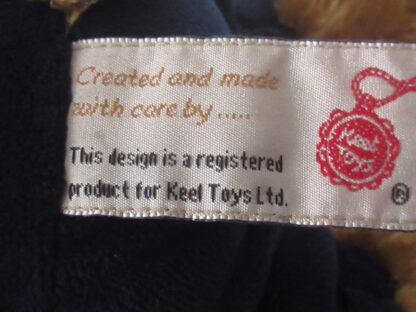 Created and made
with care by .....
This design is a registered
product for Keel Toys Ltd.
®